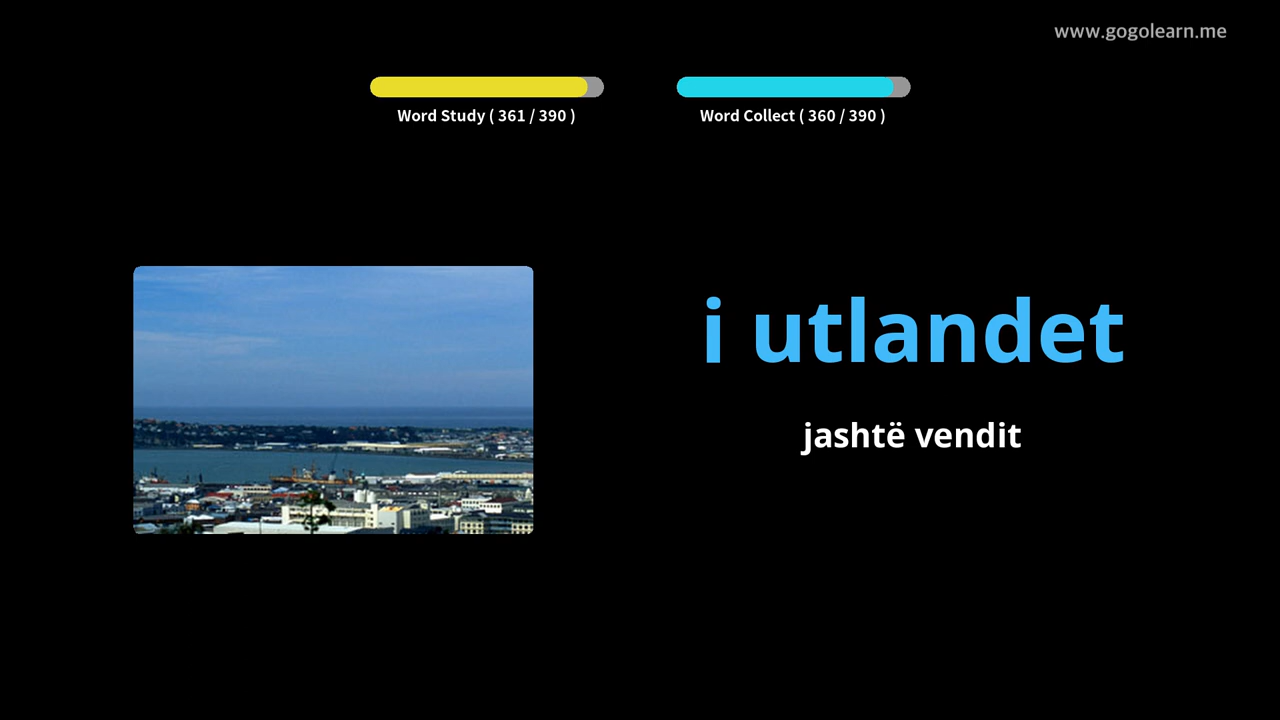 www.gogolearn.me
Word Study ( 361 / 390 )
Word Collect ( 360 / 390 )
i utlandet
jashtë vendit